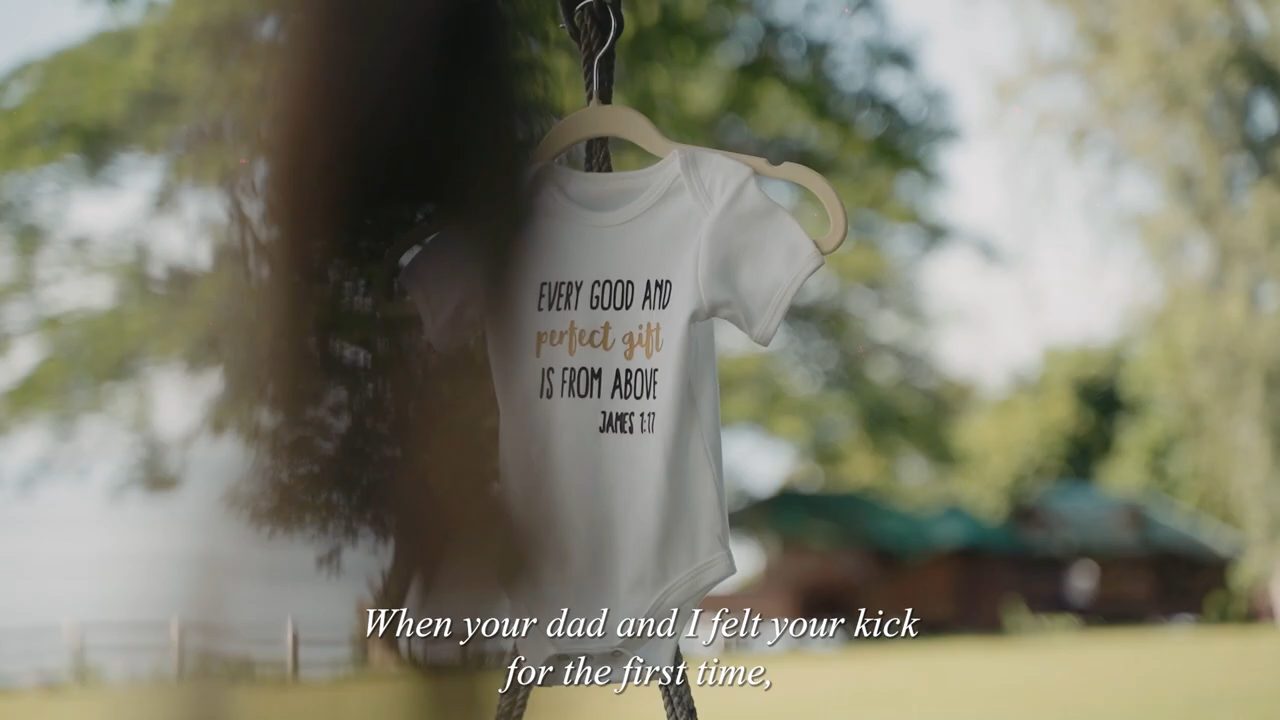 EVERY GOOD AND
perfect gift
IS FROM ABOVE
JAMES 1:17
When your dad and I felt your kick
for the first time,